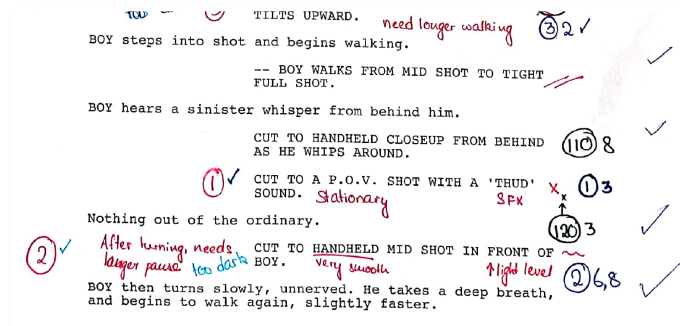 TILTS UPWARD.
need longer walking
3 2 ✓
BOY steps into shot and begins walking.
-- BOY WALKS FROM MID SHOT TO TIGHT
FULL SHOT.
BOY hears a sinister whisper from behind him.
CUT TO HANDHELD CLOSEUP FROM BEHIND
AS HE WHIPS AROUND.
110 8
1 ✓ CUT TO A P.O.V. SHOT WITH A 'THUD' X x 1 3
SOUND. Stationary SFX
Nothing out of the ordinary.
120 3
2 ✓ After turning, needs CUT TO HANDHELD MID SHOT IN FRONT OF
longer pause too dark BOY. very smooth ↑light level 2 6,8
BOY then turns slowly, unnerved. He takes a deep breath,
and begins to walk again, slightly faster.